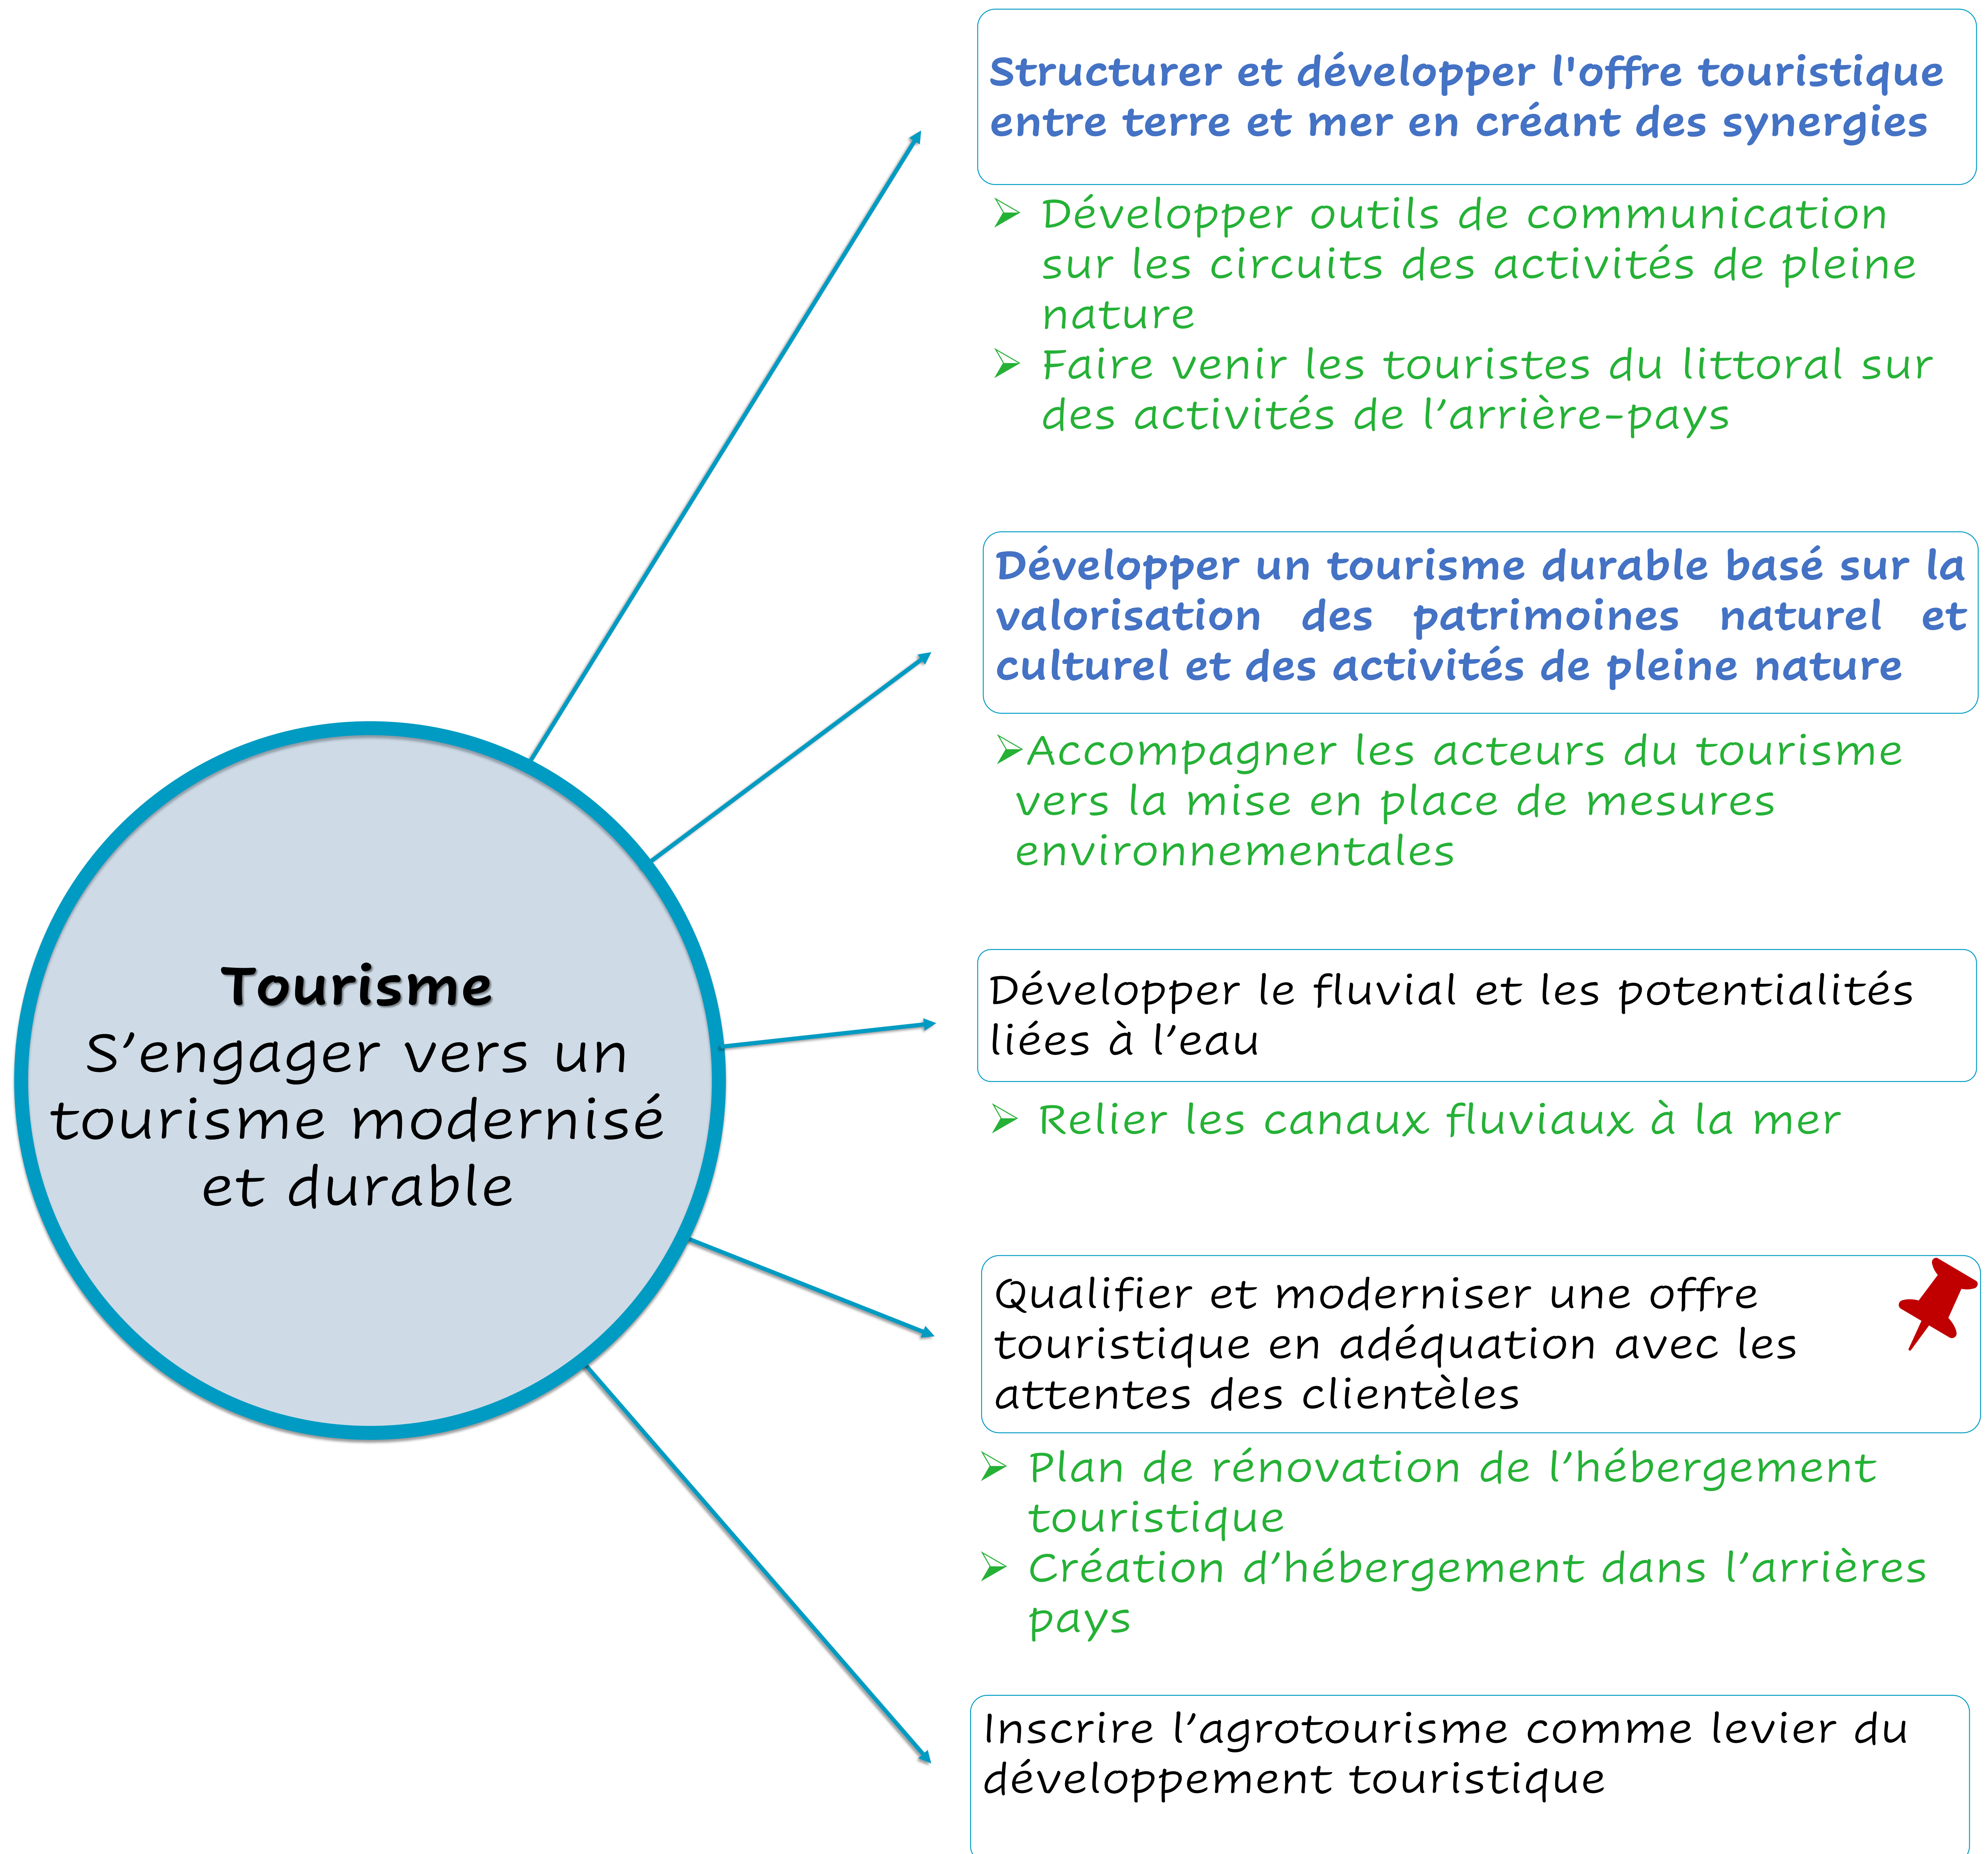 Structurer et développer l'offre touristique
entre terre et mer en créant des synergies
➢ Développer outils de communication
sur les circuits des activités de pleine
nature
➢ Faire venir les touristes du littoral sur
des activités de l’arrière-pays
Développer un tourisme durable basé sur la
valorisation des patrimoines naturel et
culturel et des activités de pleine nature
➢Accompagner les acteurs du tourisme
vers la mise en place de mesures
environnementales
Tourisme
S’engager vers un
tourisme modernisé
et durable
Développer le fluvial et les potentialités
liées à l’eau
➢ Relier les canaux fluviaux à la mer
Qualifier et moderniser une offre
touristique en adéquation avec les
attentes des clientèles
➢ Plan de rénovation de l’hébergement
touristique
➢ Création d’hébergement dans l’arrières
pays
Inscrire l’agrotourisme comme levier du
développement touristique